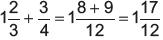 1 2/3 + 3/4 = 1 8 + 9/12 = 1 17/12